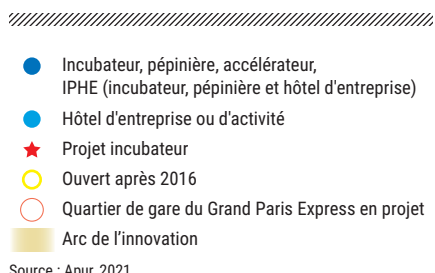 Incubateur, pépinière, accélérateur,
IPHE (incubateur, pépinière et hôtel d'entreprise)
Hôtel d'entreprise ou d'activité
Projet incubateur
Ouvert après 2016
Quartier de gare du Grand Paris Express en projet
Arc de l’innovation
Source : Apur, 2021